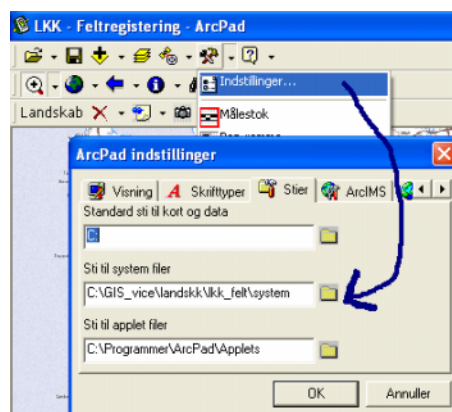 LKK - Feltregistering - ArcPad
Indstillinger...
Landskab
Målestok
ArcPad indstillinger
Visning Skrifttyper Stier ArcIMS
Standard sti til kort og data
C:
Sti til system filer
C:\GIS_vice\landskk\lkk_felt\system
Sti til applet filer
C:\Programmer\ArcPad\Applets
OK Annuller